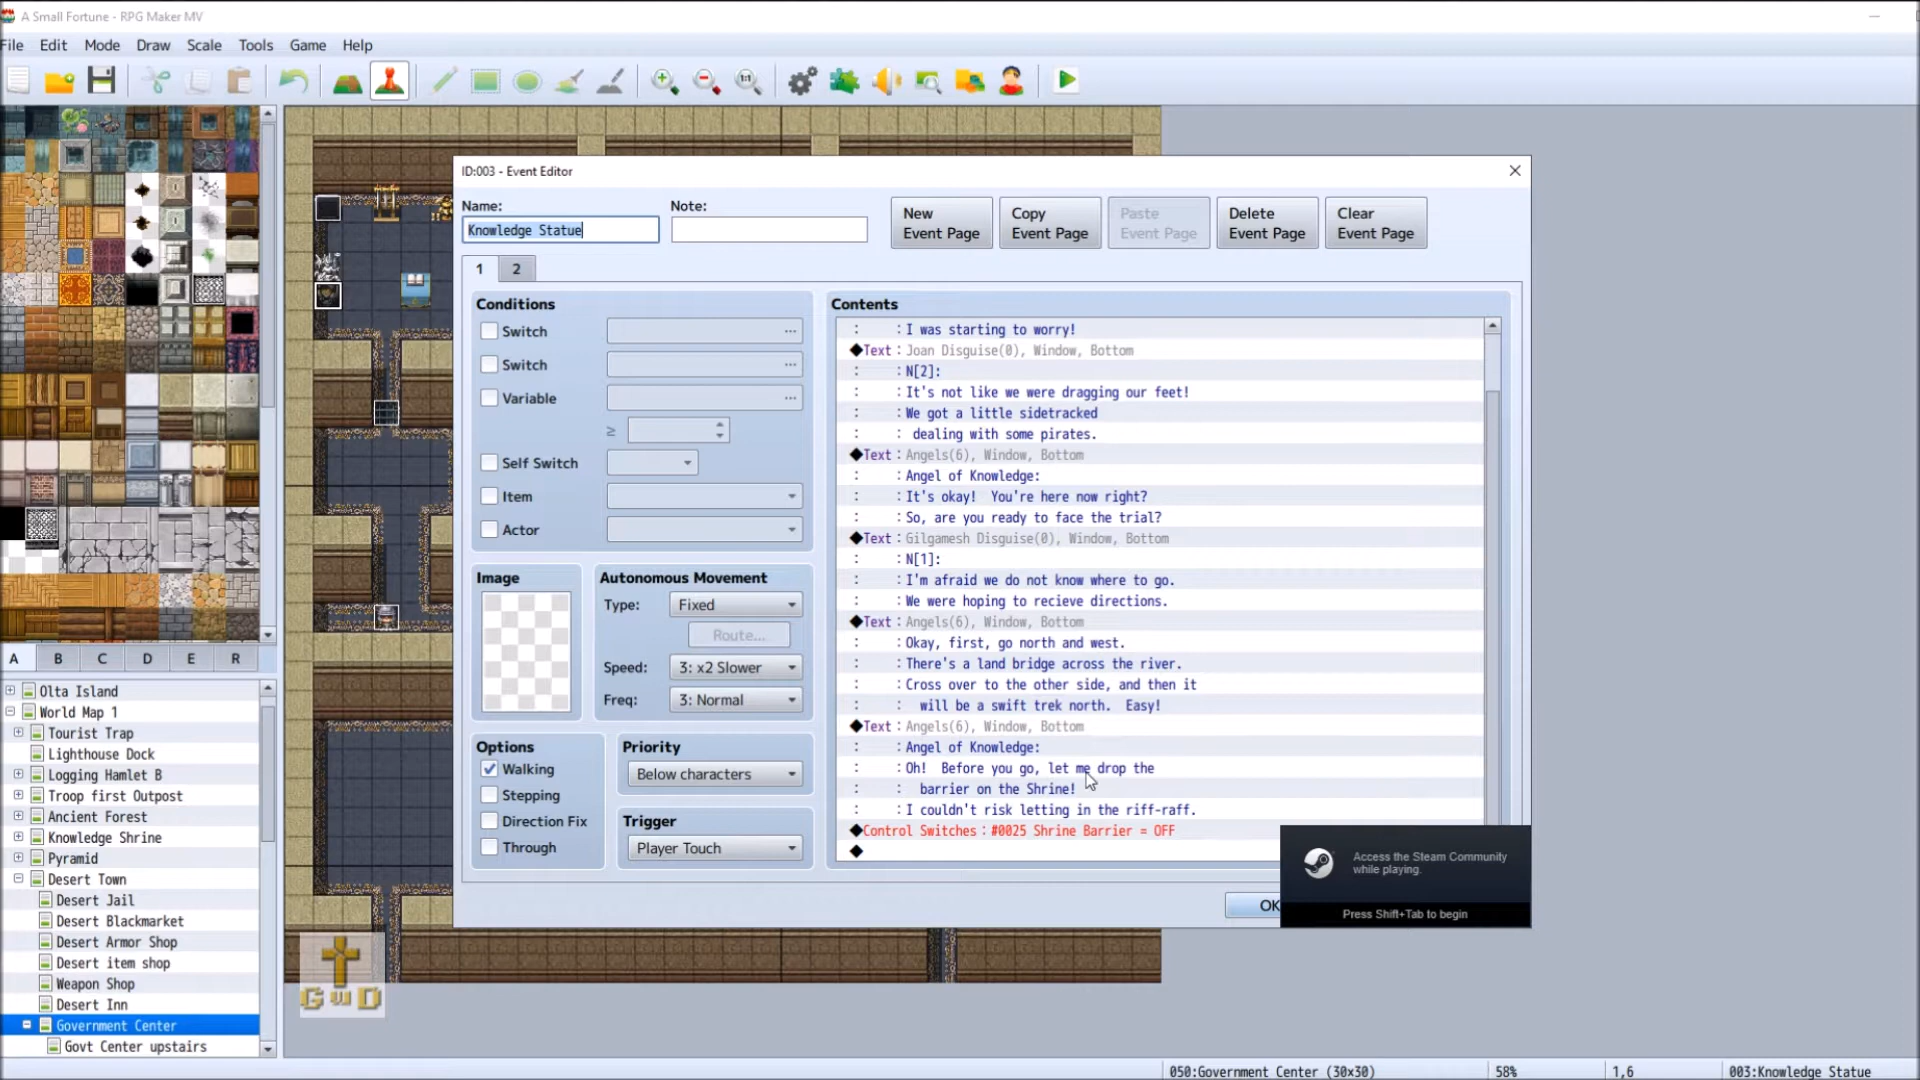 A Small Fortune - RPG Maker MV
File Edit Mode Draw Scale Tools Game Help
1:1
ID:003 - Event Editor
Name:
Note:
Knowledge Statue
New Event Page
Copy Event Page
Paste Event Page
Delete Event Page
Clear Event Page
1 2
Conditions
Switch ...
Switch ...
Variable ...
≥
Self Switch
Item
Actor
Image
Autonomous Movement
Type: Fixed
Route...
Speed: 3: x2 Slower
Freq: 3: Normal
Options
Walking
Stepping
Direction Fix
Through
Priority
Below characters
Trigger
Player Touch
Contents
: : I was starting to worry!
◆Text : Joan Disguise(0), Window, Bottom
: : N[2]:
: : It's not like we were dragging our feet!
: : We got a little sidetracked
: : dealing with some pirates.
◆Text : Angels(6), Window, Bottom
: : Angel of Knowledge:
: : It's okay! You're here now right?
: : So, are you ready to face the trial?
◆Text : Gilgamesh Disguise(0), Window, Bottom
: : N[1]:
: : I'm afraid we do not know where to go.
: : We were hoping to recieve directions.
◆Text : Angels(6), Window, Bottom
: : Okay, first, go north and west.
: : There's a land bridge across the river.
: : Cross over to the other side, and then it
: : will be a swift trek north. Easy!
◆Text : Angels(6), Window, Bottom
: : Angel of Knowledge:
: : Oh! Before you go, let me drop the
: : barrier on the Shrine!
: : I couldn't risk letting in the riff-raff.
◆Control Switches : #0025 Shrine Barrier = OFF
◆
OK
Access the Steam Community
while playing.
Press Shift+Tab to begin
A B C D E R
Olta Island
World Map 1
Tourist Trap
Lighthouse Dock
Logging Hamlet B
Troop first Outpost
Ancient Forest
Knowledge Shrine
Pyramid
Desert Town
Desert Jail
Desert Blackmarket
Desert Armor Shop
Desert item shop
Weapon Shop
Desert Inn
Government Center
Govt Center upstairs
GWD
050:Government Center (30x30) 58% 1,6 003:Knowledge Statue